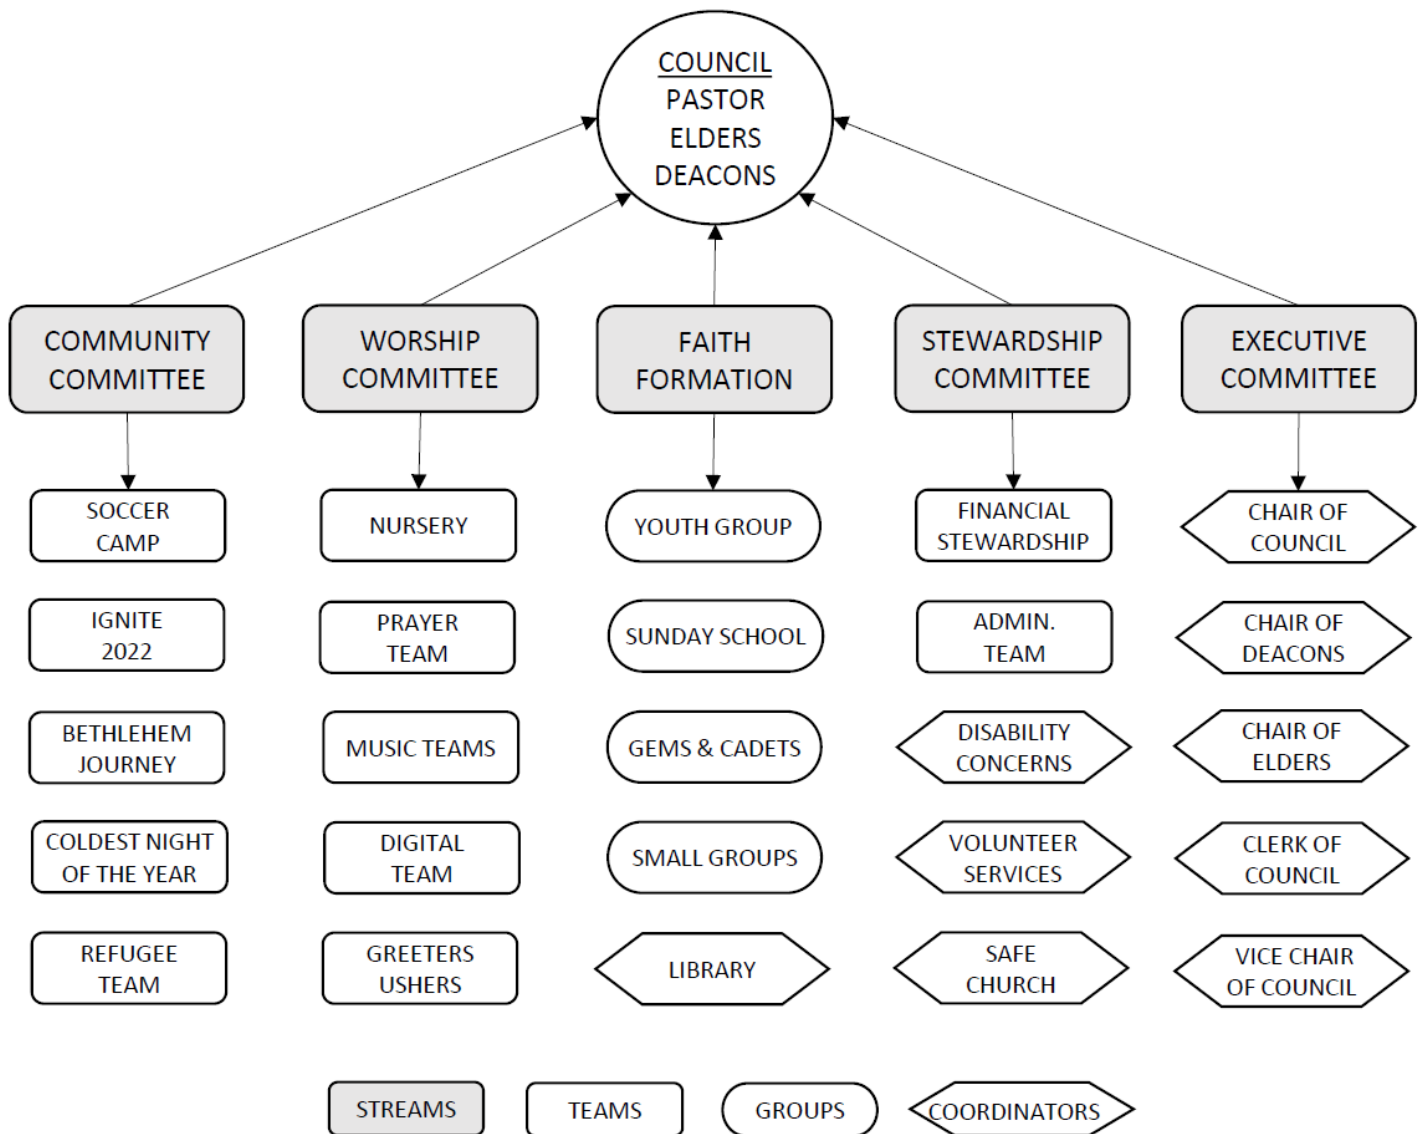 COUNCIL
PASTOR
ELDERS
DEACONS
COMMUNITY
COMMITTEE
WORSHIP
COMMITTEE
FAITH
FORMATION
STEWARDSHIP
COMMITTEE
EXECUTIVE
COMMITTEE
SOCCER
CAMP
NURSERY
YOUTH GROUP
FINANCIAL
STEWARDSHIP
CHAIR OF
COUNCIL
IGNITE
2022
PRAYER
TEAM
SUNDAY SCHOOL
ADMIN.
TEAM
CHAIR OF
DEACONS
BETHLEHEM
JOURNEY
MUSIC TEAMS
GEMS & CADETS
DISABILITY
CONCERNS
CHAIR OF
ELDERS
COLDEST NIGHT
OF THE YEAR
DIGITAL
TEAM
SMALL GROUPS
VOLUNTEER
SERVICES
CLERK OF
COUNCIL
REFUGEE
TEAM
GREETERS
USHERS
LIBRARY
SAFE
CHURCH
VICE CHAIR
OF COUNCIL
STREAMS
TEAMS
GROUPS
COORDINATORS